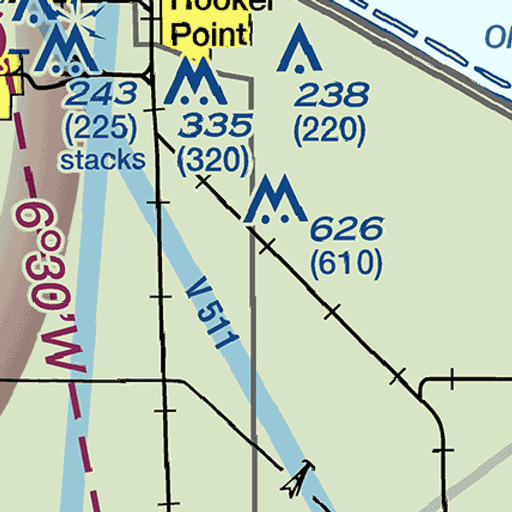 Hooker
Point
243
(225)
stacks
335
(320)
238
(220)
626
(610)
6°30'W
V 511